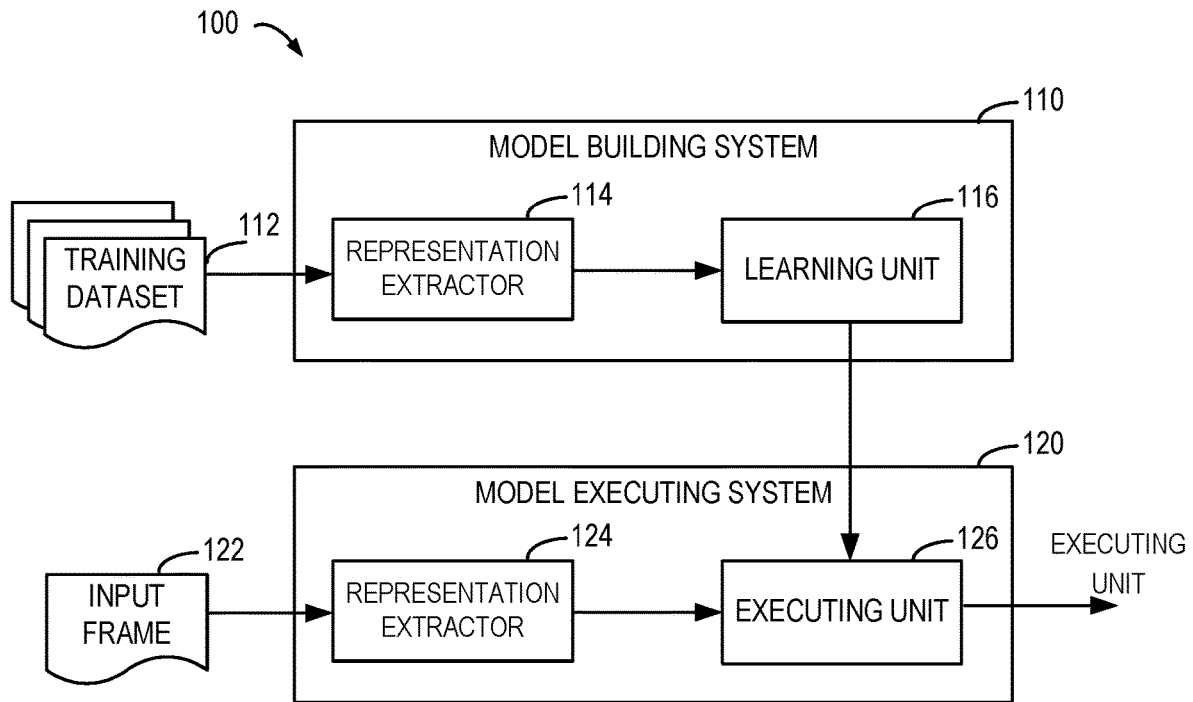 100
110
MODEL BUILDING SYSTEM
114
116
112
TRAINING
DATASET
REPRESENTATION
EXTRACTOR
LEARNING UNIT
120
MODEL EXECUTING SYSTEM
122
124
126
EXECUTING
UNIT
INPUT
FRAME
REPRESENTATION
EXTRACTOR
EXECUTING UNIT